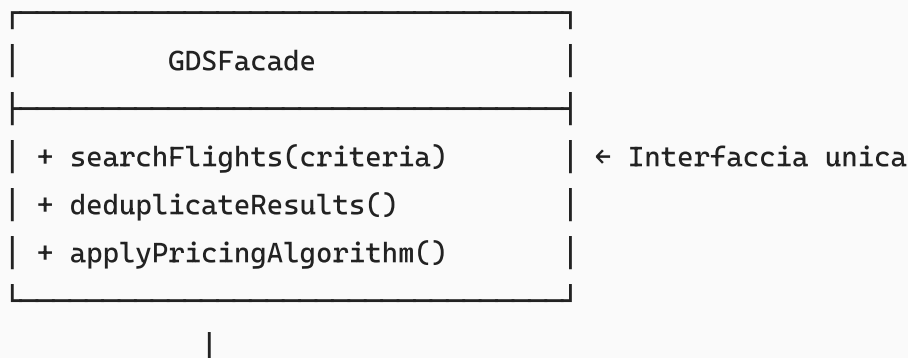 GDSFacade
+ searchFlights(criteria) ← Interfaccia unica
+ deduplicateResults()
+ applyPricingAlgorithm()